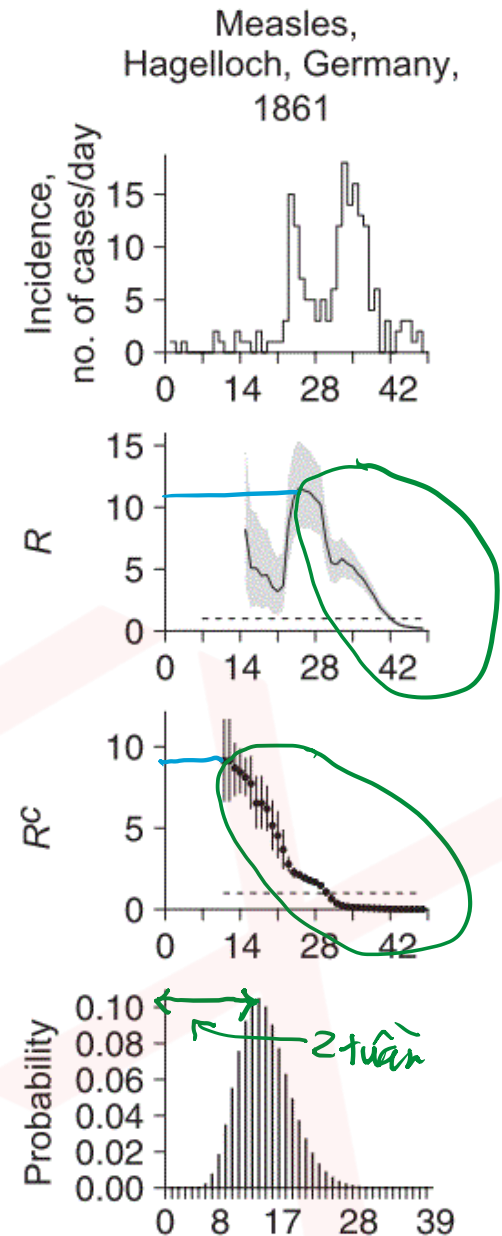 Measles,
Hagelloch, Germany,
1861
Incidence,
no. of cases/day
15
10
5
0
0 14 28 42
R
15
10
5
0
0 14 28 42
Rc
10
5
0
0 14 28 42
Probability
0.10
0.08
0.06
0.04
0.02
0.00
2 tuần
0 8 17 28 39